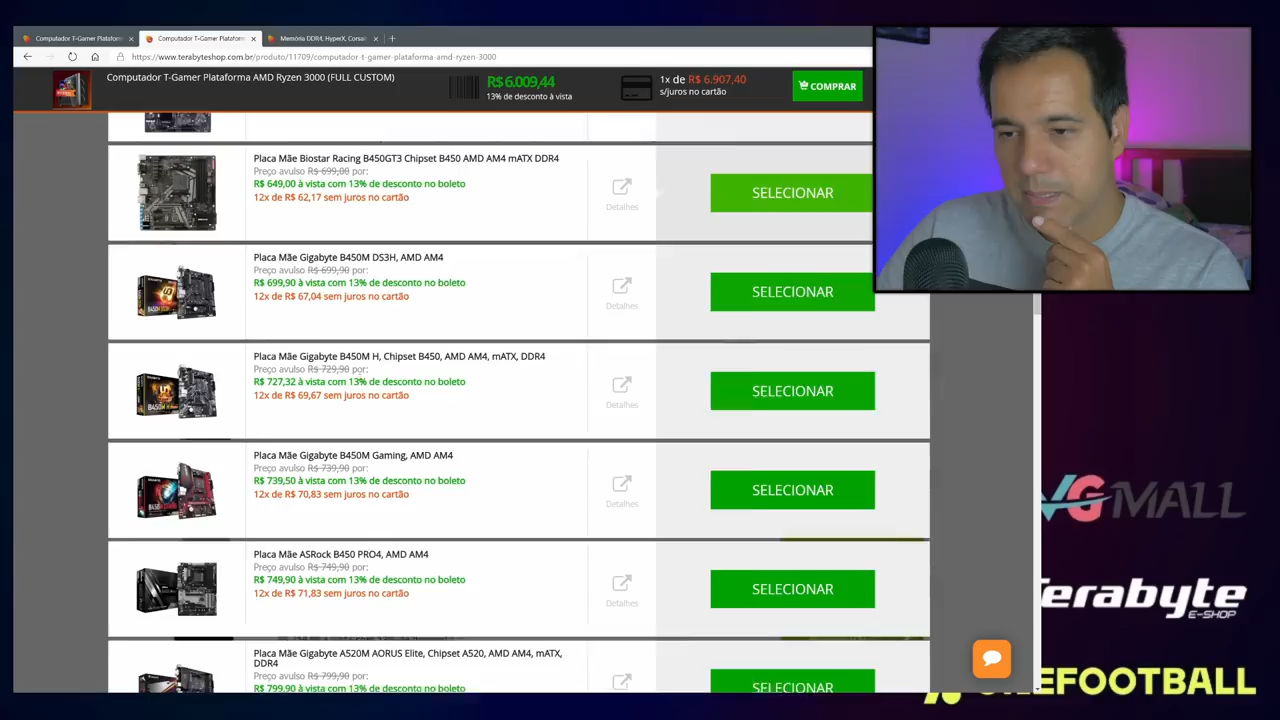 Computador T-Gamer Plataform
Computador T-Gamer Plataform
Memória DDR4, HyperX, Corsai
https://www.terabyteshop.com.br/produto/11709/computador-t-gamer-plataforma-amd-ryzen-3000
Computador T-Gamer Plataforma AMD Ryzen 3000 (FULL CUSTOM)
R$ 6.009,44
13% de desconto à vista
1x de R$ 6.907,40
s/juros no cartão
COMPRAR
Placa Mãe Biostar Racing B450GT3 Chipset B450 AMD AM4 mATX DDR4
Preço avulso R$ 699,00 por:
R$ 649,00 à vista com 13% de desconto no boleto
12x de R$ 62,17 sem juros no cartão
Detalhes
SELECIONAR
Placa Mãe Gigabyte B450M DS3H, AMD AM4
Preço avulso R$ 699,90 por:
R$ 699,90 à vista com 13% de desconto no boleto
12x de R$ 67,04 sem juros no cartão
Detalhes
SELECIONAR
Placa Mãe Gigabyte B450M H, Chipset B450, AMD AM4, mATX, DDR4
Preço avulso R$ 729,90 por:
R$ 727,32 à vista com 13% de desconto no boleto
12x de R$ 69,67 sem juros no cartão
Detalhes
SELECIONAR
Placa Mãe Gigabyte B450M Gaming, AMD AM4
Preço avulso R$ 739,90 por:
R$ 739,50 à vista com 13% de desconto no boleto
12x de R$ 70,83 sem juros no cartão
Detalhes
SELECIONAR
Placa Mãe ASRock B450 PRO4, AMD AM4
Preço avulso R$ 749,90 por:
R$ 749,90 à vista com 13% de desconto no boleto
12x de R$ 71,83 sem juros no cartão
Detalhes
SELECIONAR
Placa Mãe Gigabyte A520M AORUS Elite, Chipset A520, AMD AM4, mATX,
DDR4
Preço avulso R$ 799,90 por:
R$ 799,90 à vista com 13% de desconto no boleto
SELECIONAR
VGMALL
Terabyte
E-SHOP
ONEFOOTBALL